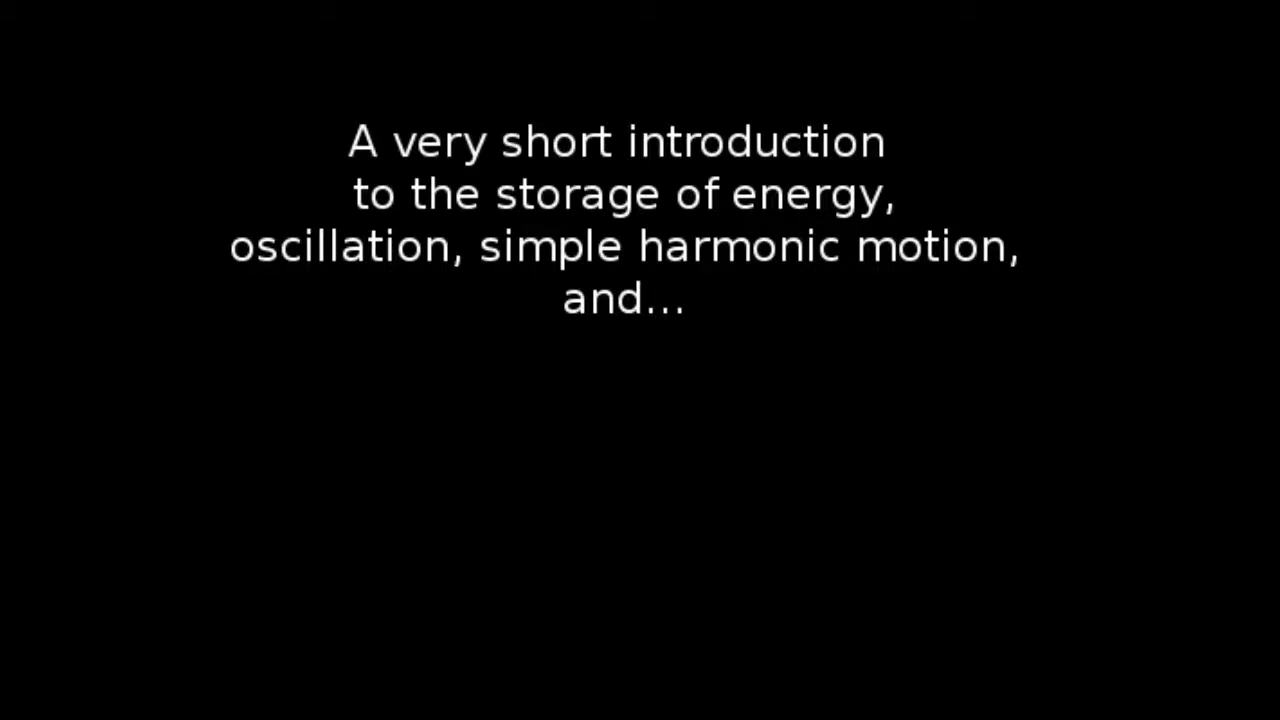 A very short introduction
to the storage of energy,
oscillation, simple harmonic motion,
and...